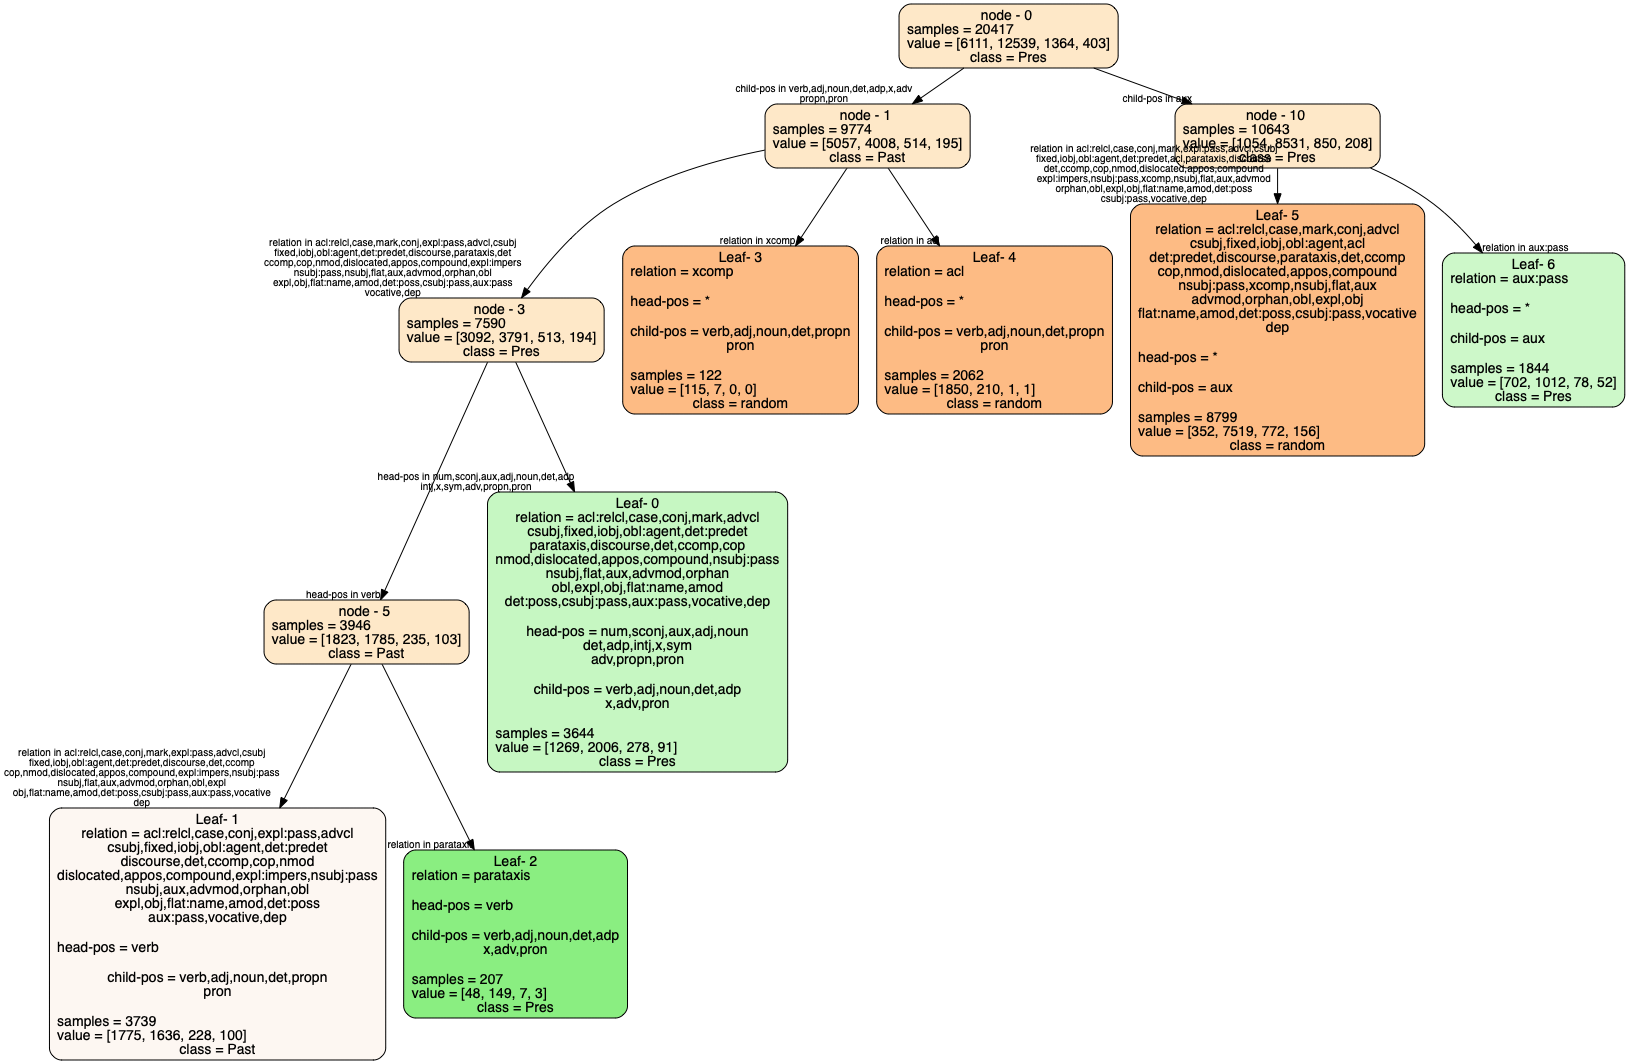 node - 0
samples = 20417
value = [6111, 12539, 1364, 403]
class = Pres
child-pos in verb,adj,noun,det,adp,x,adv
propn,pron
child-pos in aux
node - 1
samples = 9774
value = [5057, 4008, 514, 195]
class = Past
node - 10
samples = 10643
value = [1054, 8531, 850, 208]
class = Pres
relation in acl:relcl,case,conj,mark,expl:pass,advcl,csubj
fixed,iobj,obl:agent,det:predet,acl,parataxis,discourse
det,ccomp,cop,nmod,dislocated,appos,compound
expl:impers,nsubj:pass,xcomp,nsubj,flat,aux,advmod
orphan,obl,expl,obj,flat:name,amod,det:poss
csubj:pass,vocative,dep
relation in acl:relcl,case,mark,conj,expl:pass,advcl,csubj
fixed,iobj,obl:agent,det:predet,discourse,parataxis,det
ccomp,cop,nmod,dislocated,appos,compound,expl:impers
nsubj:pass,nsubj,flat,aux,advmod,orphan,obl
expl,obj,flat:name,amod,det:poss,csubj:pass,aux:pass
vocative,dep
relation in xcomp
relation in acl
relation in aux:pass
node - 3
samples = 7590
value = [3092, 3791, 513, 194]
class = Pres
Leaf- 3
relation = xcomp
head-pos = *
child-pos = verb,adj,noun,det,propn
pron
samples = 122
value = [115, 7, 0, 0]
class = random
Leaf- 4
relation = acl
head-pos = *
child-pos = verb,adj,noun,det,propn
pron
samples = 2062
value = [1850, 210, 1, 1]
class = random
Leaf- 5
relation = acl:relcl,case,mark,conj,advcl
csubj,fixed,iobj,obl:agent,acl
det:predet,discourse,parataxis,det,ccomp
cop,nmod,dislocated,appos,compound
nsubj:pass,xcomp,nsubj,flat,aux
advmod,orphan,obl,expl,obj
flat:name,amod,det:poss,csubj:pass,vocative
dep
head-pos = *
child-pos = aux
samples = 8799
value = [352, 7519, 772, 156]
class = random
Leaf- 6
relation = aux:pass
head-pos = *
child-pos = aux
samples = 1844
value = [702, 1012, 78, 52]
class = Pres
head-pos in num,sconj,aux,adj,noun,det,adp
intj,x,sym,adv,propn,pron
head-pos in verb
Leaf- 0
relation = acl:relcl,case,conj,mark,advcl
csubj,fixed,iobj,obl:agent,det:predet
parataxis,discourse,det,ccomp,cop
nmod,dislocated,appos,compound,nsubj:pass
nsubj,flat,aux,advmod,orphan
obl,expl,obj,flat:name,amod
det:poss,csubj:pass,aux:pass,vocative,dep
head-pos = num,sconj,aux,adj,noun
det,adp,intj,x,sym
adv,propn,pron
child-pos = verb,adj,noun,det,adp
x,adv,pron
samples = 3644
value = [1269, 2006, 278, 91]
class = Pres
node - 5
samples = 3946
value = [1823, 1785, 235, 103]
class = Past
relation in acl:relcl,case,conj,mark,expl:pass,advcl,csubj
fixed,iobj,obl:agent,det:predet,discourse,det,ccomp
cop,nmod,dislocated,appos,compound,expl:impers,nsubj:pass
nsubj,flat,aux,advmod,orphan,obl,expl
obj,flat:name,amod,det:poss,csubj:pass,aux:pass,vocative
dep
relation in parataxis
Leaf- 1
relation = acl:relcl,case,conj,expl:pass,advcl
csubj,fixed,iobj,obl:agent,det:predet
discourse,det,ccomp,cop,nmod
dislocated,appos,compound,expl:impers,nsubj:pass
nsubj,aux,advmod,orphan,obl
expl,obj,flat:name,amod,det:poss
aux:pass,vocative,dep
head-pos = verb
child-pos = verb,adj,noun,det,propn
pron
samples = 3739
value = [1775, 1636, 228, 100]
class = Past
Leaf- 2
relation = parataxis
head-pos = verb
child-pos = verb,adj,noun,det,adp
x,adv,pron
samples = 207
value = [48, 149, 7, 3]
class = Pres